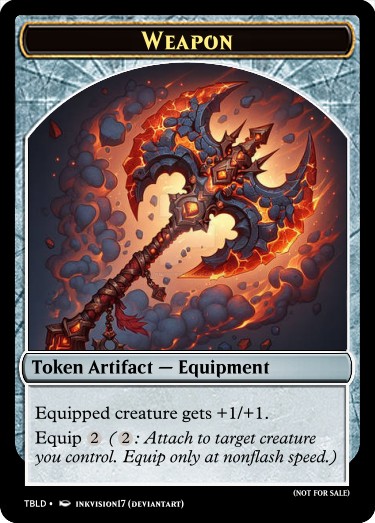 Weapon
Token Artifact — Equipment
Equipped creature gets +1/+1.
Equip 2 ( 2 : Attach to target creature
you control. Equip only at nonflash speed.)
(NOT FOR SALE)
TBLD • INKVISION17 (DEVIANTART)